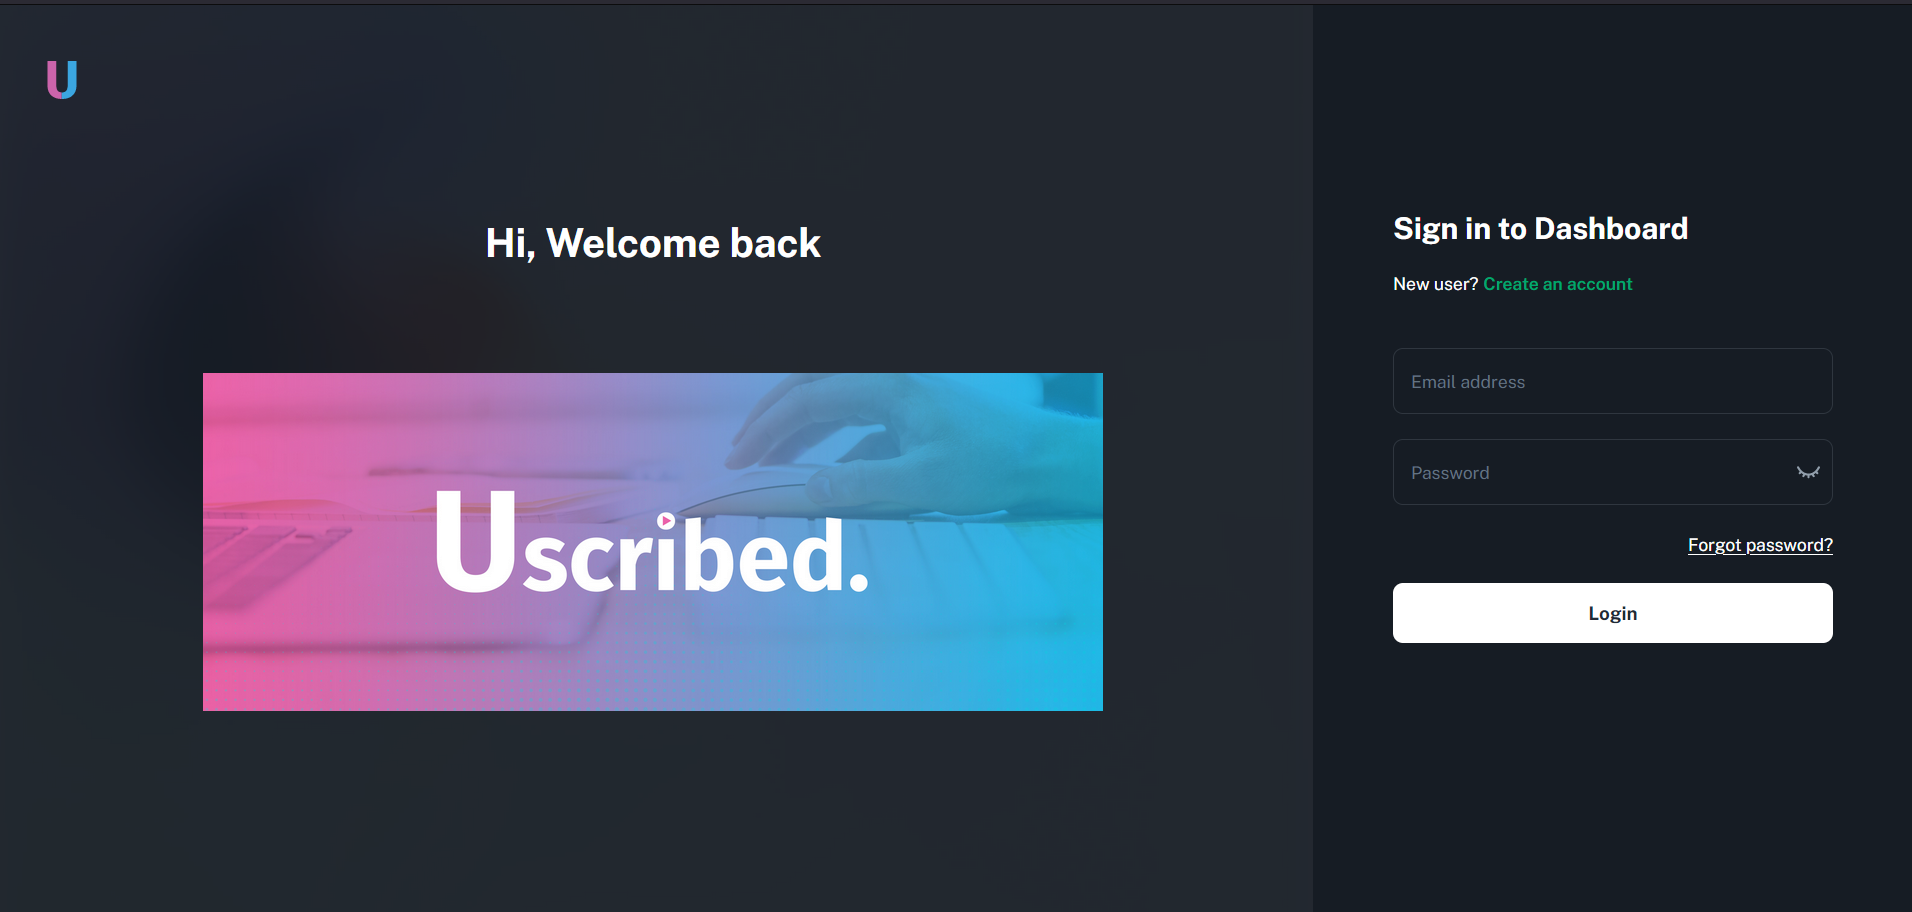 U
Hi, Welcome back
Uscribed.
Sign in to Dashboard
New user? Create an account
Email address
Password
Forgot password?
Login